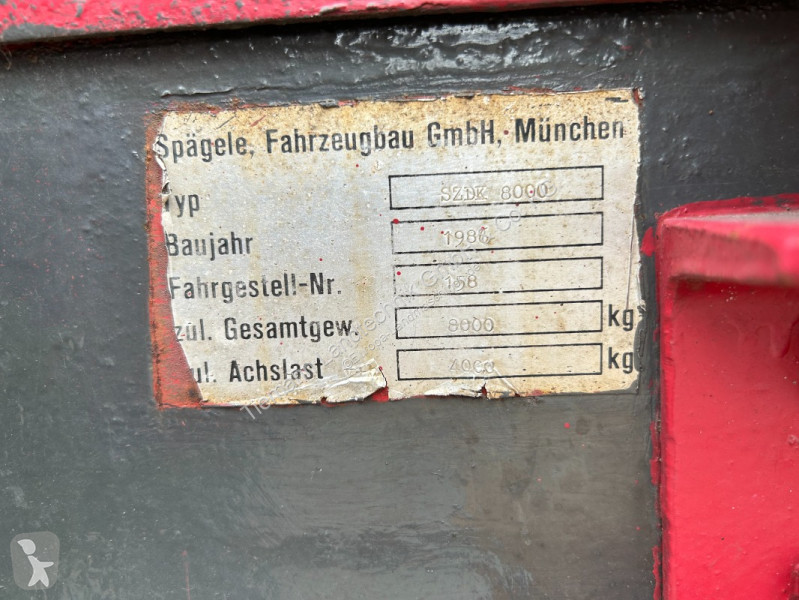 Spägele, Fahrzeugbau GmbH, München
Typ SZDK 8000
Baujahr 1986
Fahrgestell-Nr. 158
zul. Gesamtgew. 8000 kg
ul. Achslast 4000 kg